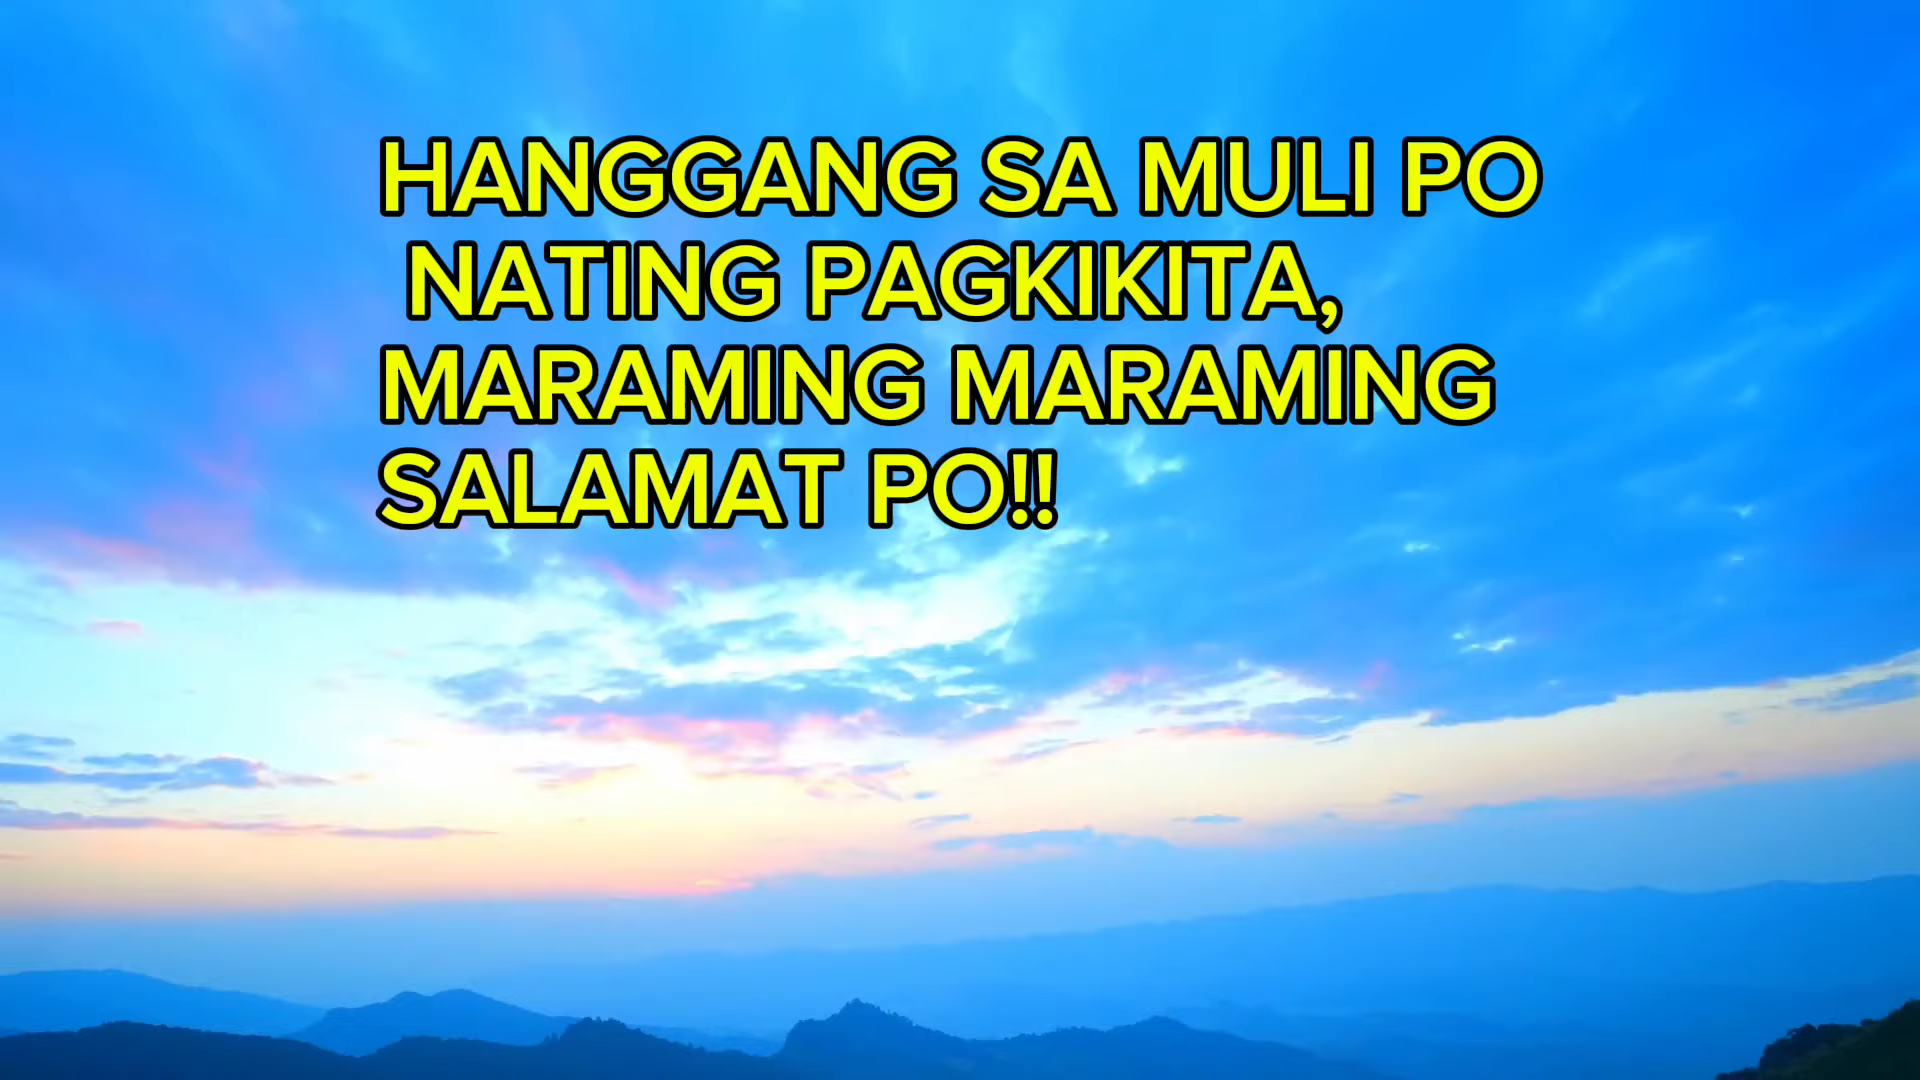 HANGGANG SA MULI PO
NATING PAGKIKITA,
MARAMING MARAMING
SALAMAT PO!!